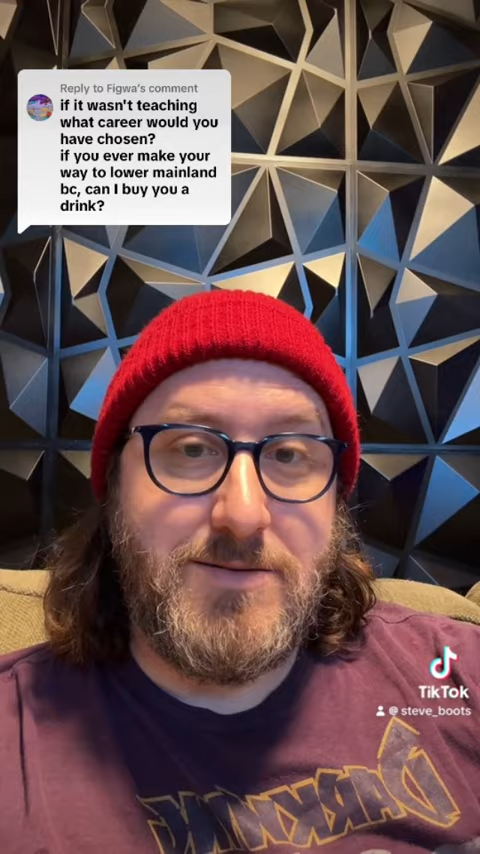 Reply to Figwa's comment
if it wasn't teaching
what career would you
have chosen?
if you ever make your
way to lower mainland
bc, can I buy you a
drink?
TikTok
@ steve_boots